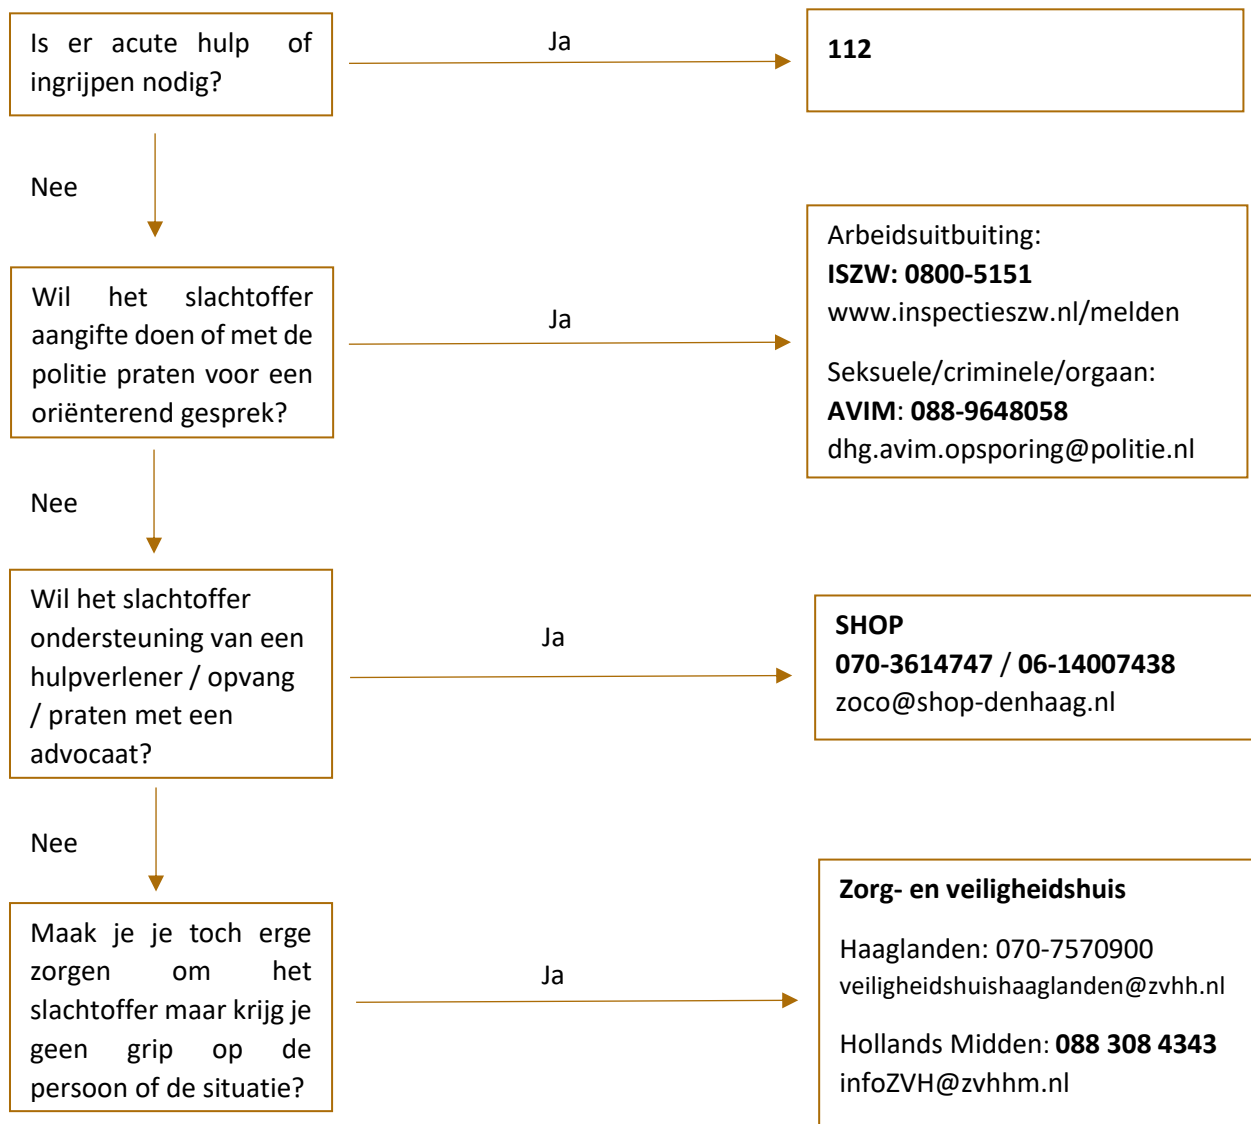 Is er acute hulp of
ingrijpen nodig?
Ja
112
Nee
Wil het slachtoffer
aangifte doen of met de
politie praten voor een
oriënterend gesprek?
Ja
Arbeidsuitbuiting:
ISZW: 0800-5151
www.inspectieszw.nl/melden
Seksuele/criminele/orgaan:
AVIM: 088-9648058
dhg.avim.opsporing@politie.nl
Nee
Wil het slachtoffer
ondersteuning van een
hulpverlener / opvang
/ praten met een
advocaat?
Ja
SHOP
070-3614747 / 06-14007438
zoco@shop-denhaag.nl
Nee
Maak je je toch erge
zorgen om het
slachtoffer maar krijg je
geen grip op de
persoon of de situatie?
Ja
Zorg- en veiligheidshuis
Haaglanden: 070-7570900
veiligheidshuishaaglanden@zvhh.nl
Hollands Midden: 088 308 4343
infoZVH@zvhhm.nl